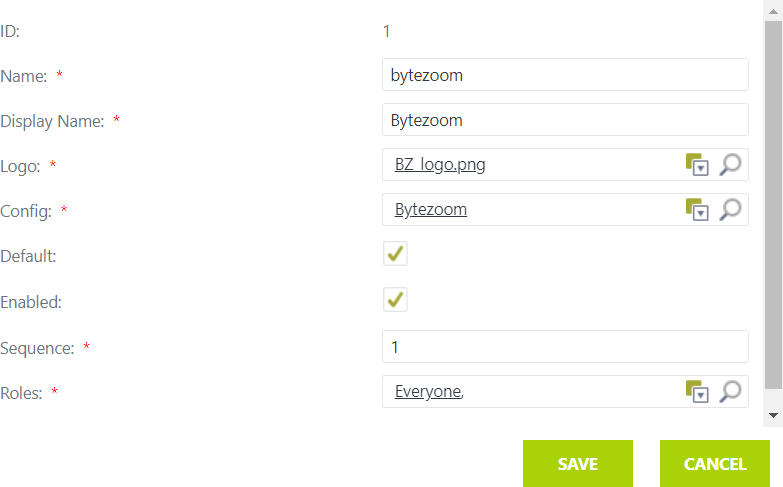 ID: 1
Name: * bytezoom
Display Name: * Bytezoom
Logo: * BZ_logo.png
Config: * Bytezoom
Default:
Enabled:
Sequence: * 1
Roles: * Everyone,
SAVE CANCEL